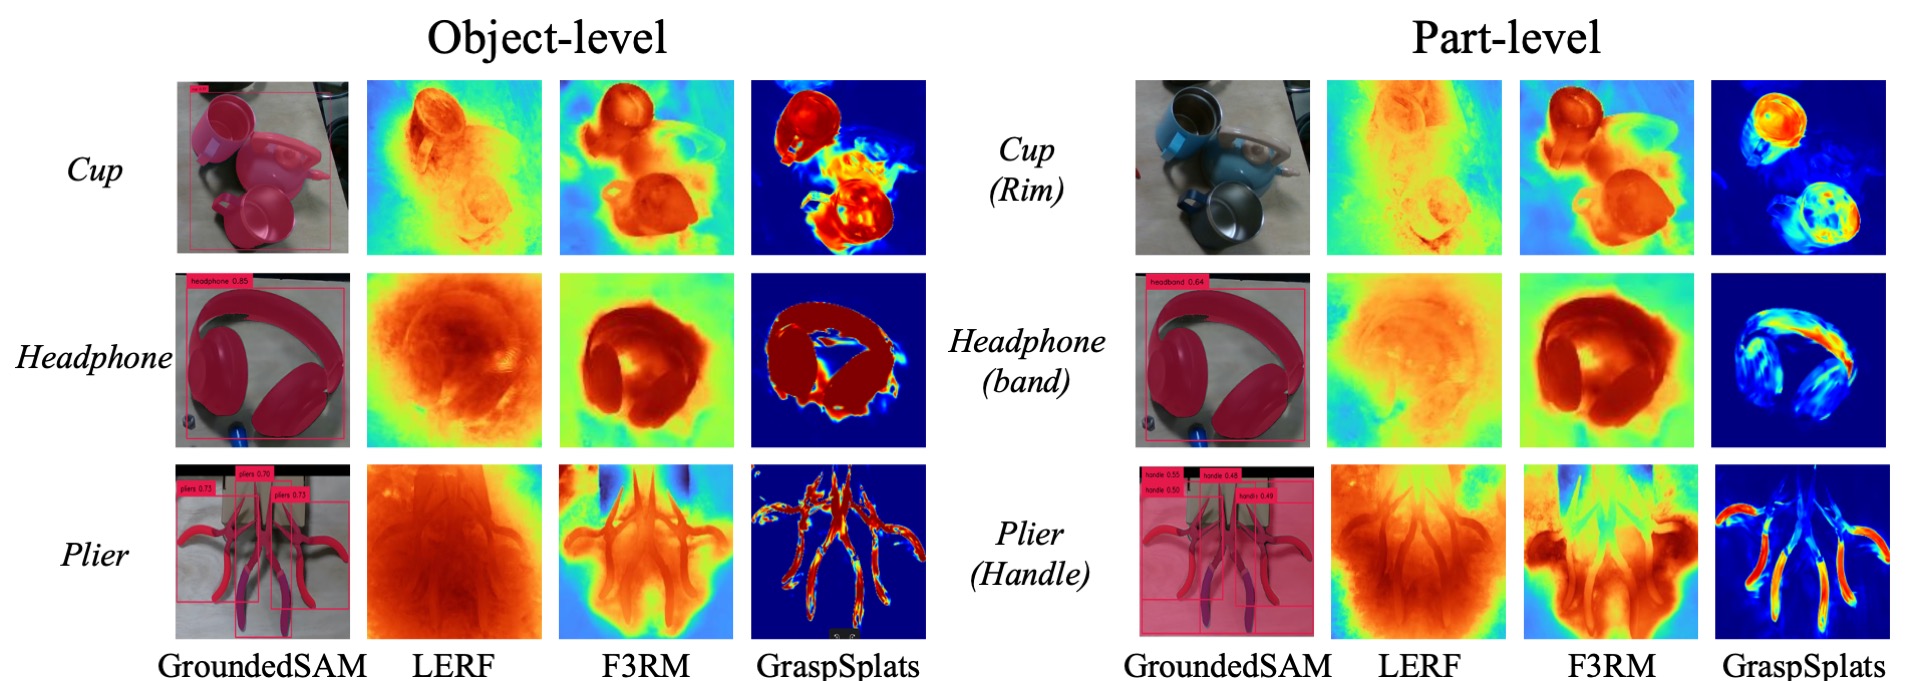 Object-level
Part-level
Cup
Cup
(Rim)
headphone 0.85
headband 0.64
Headphone
Headphone
(band)
pliers 0.70
pliers 0.73
pliers 0.73
handle 0.55
handle 0.48
handle 0.50
handle 0.49
Plier
Plier
(Handle)
GroundedSAM
LERF
F3RM
GraspSplats
GroundedSAM
LERF
F3RM
GraspSplats